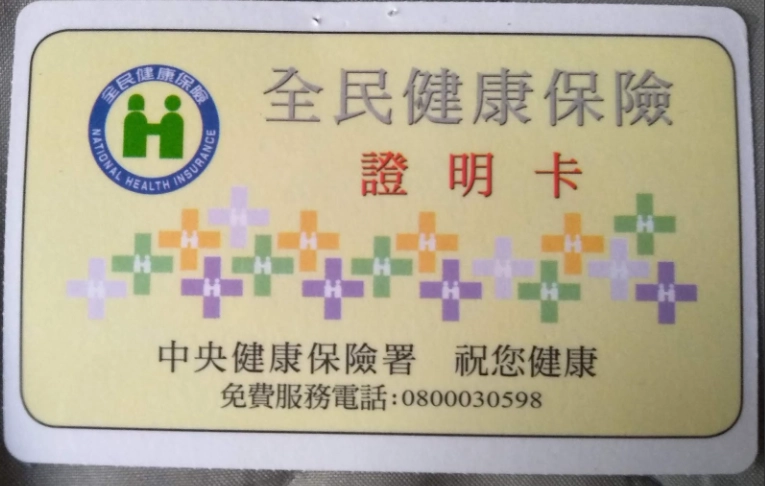 全民健康保險
NATIONAL HEALTH INSURANCE
全民健康保險
證明卡
中央健康保險署 祝您健康
免費服務電話:0800030598